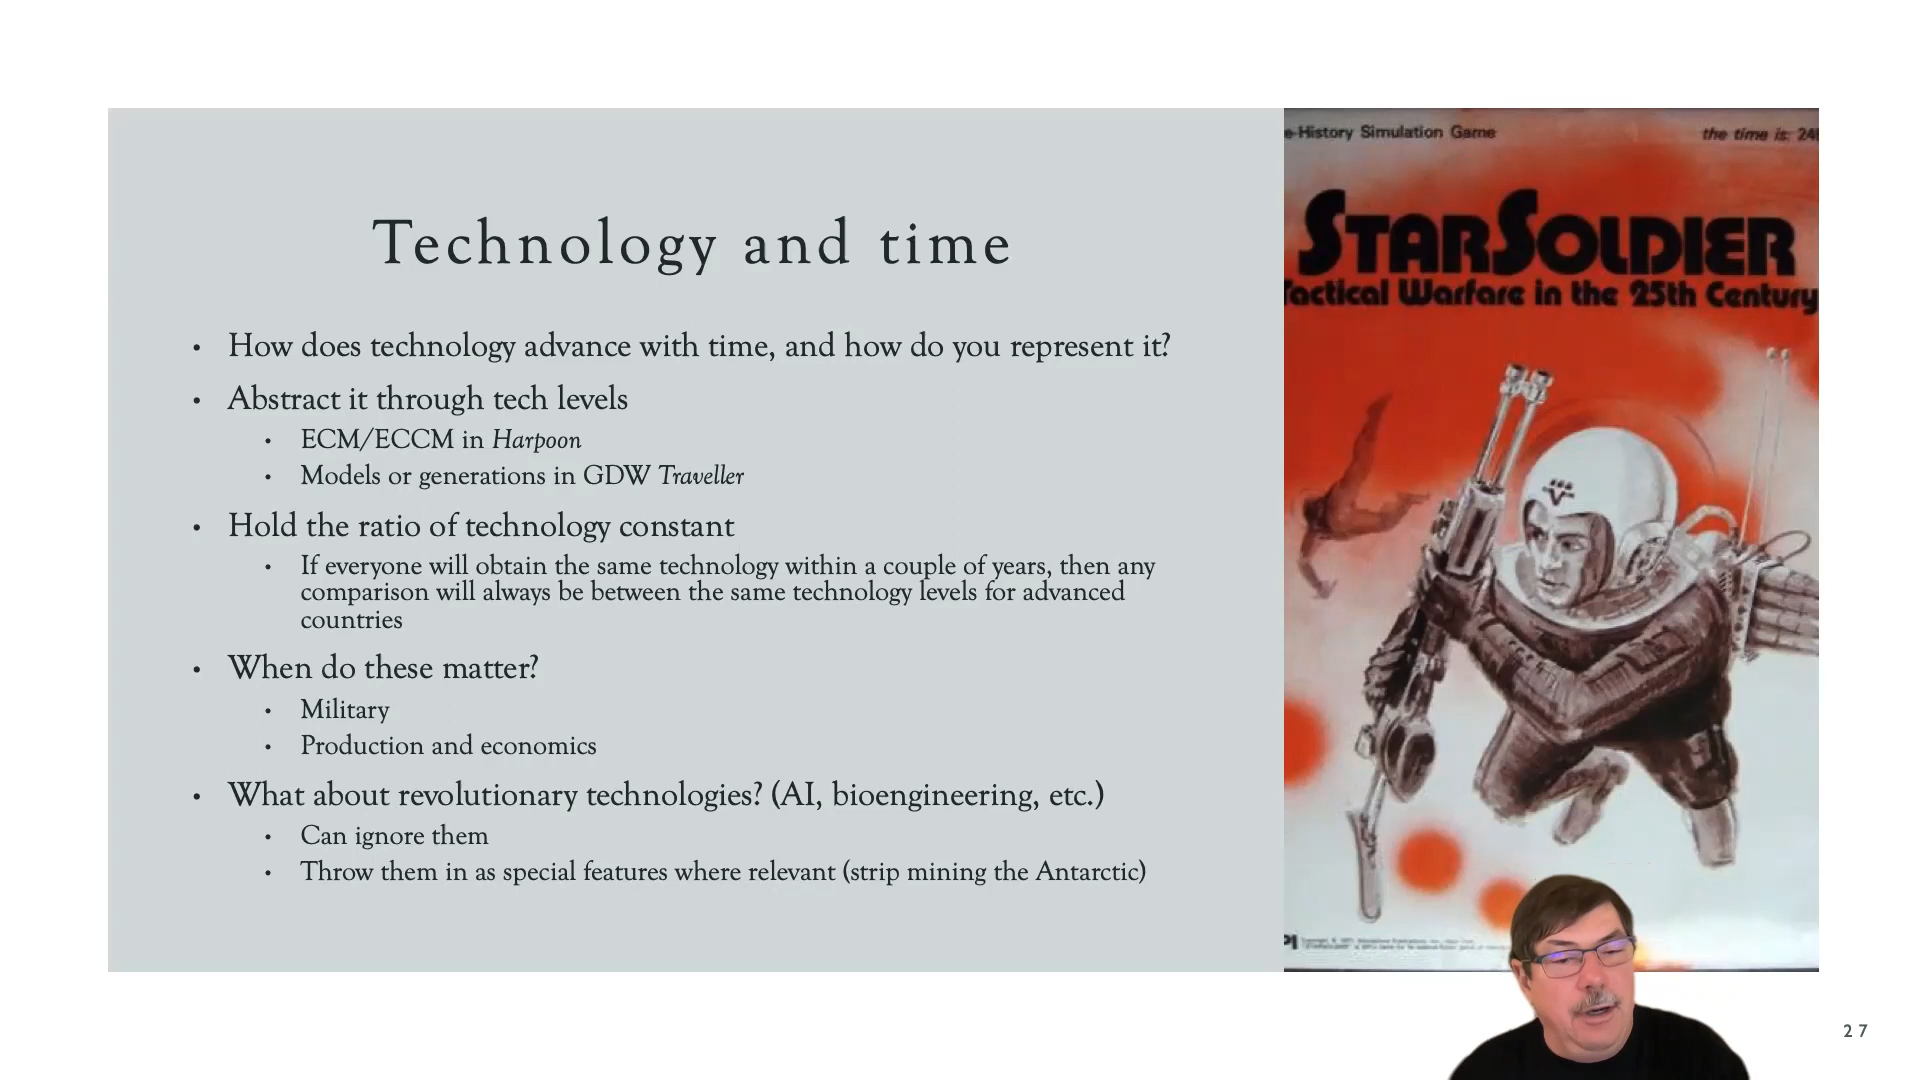 e-History Simulation Game
the time is: 24
STARSOLDIER
Tactical Warfare in the 25th Century
Technology and time
• How does technology advance with time, and how do you represent it?
• Abstract it through tech levels
• ECM/ECCM in Harpoon
• Models or generations in GDW Traveller
• Hold the ratio of technology constant
• If everyone will obtain the same technology within a couple of years, then any
comparison will always be between the same technology levels for advanced
countries
• When do these matter?
• Military
• Production and economics
• What about revolutionary technologies? (AI, bioengineering, etc.)
• Can ignore them
• Throw them in as special features where relevant (strip mining the Antarctic)
27